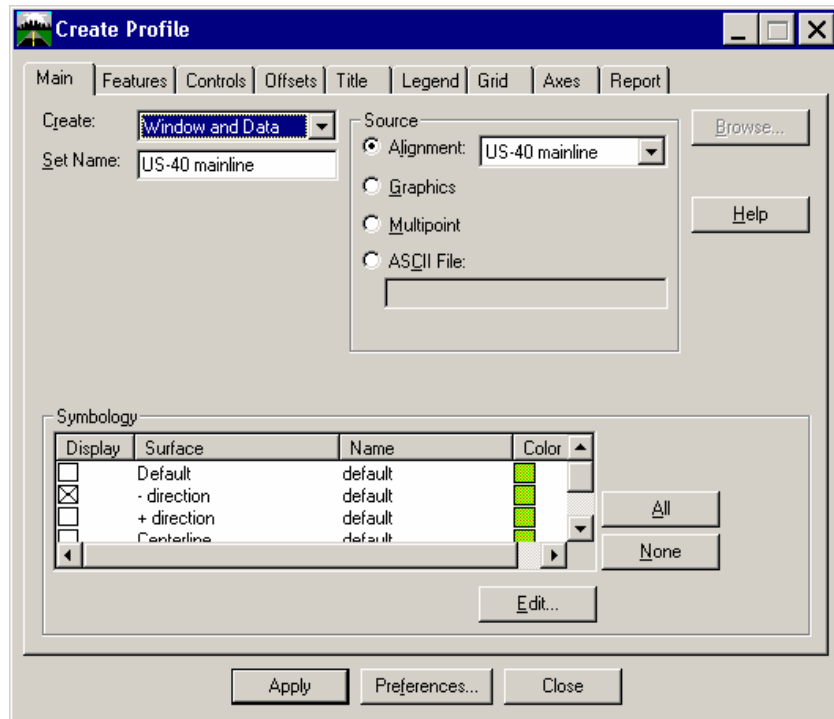 Create Profile
Main Features Controls Offsets Title Legend Grid Axes Report
Create: Window and Data
Set Name: US-40 mainline
Source
Alignment: US-40 mainline
Graphics
Multipoint
ASCII File:
Browse...
Help
Symbology
Display Surface Name Color
Default default
- direction default
+ direction default
Centerline default
All
None
Edit...
Apply Preferences... Close